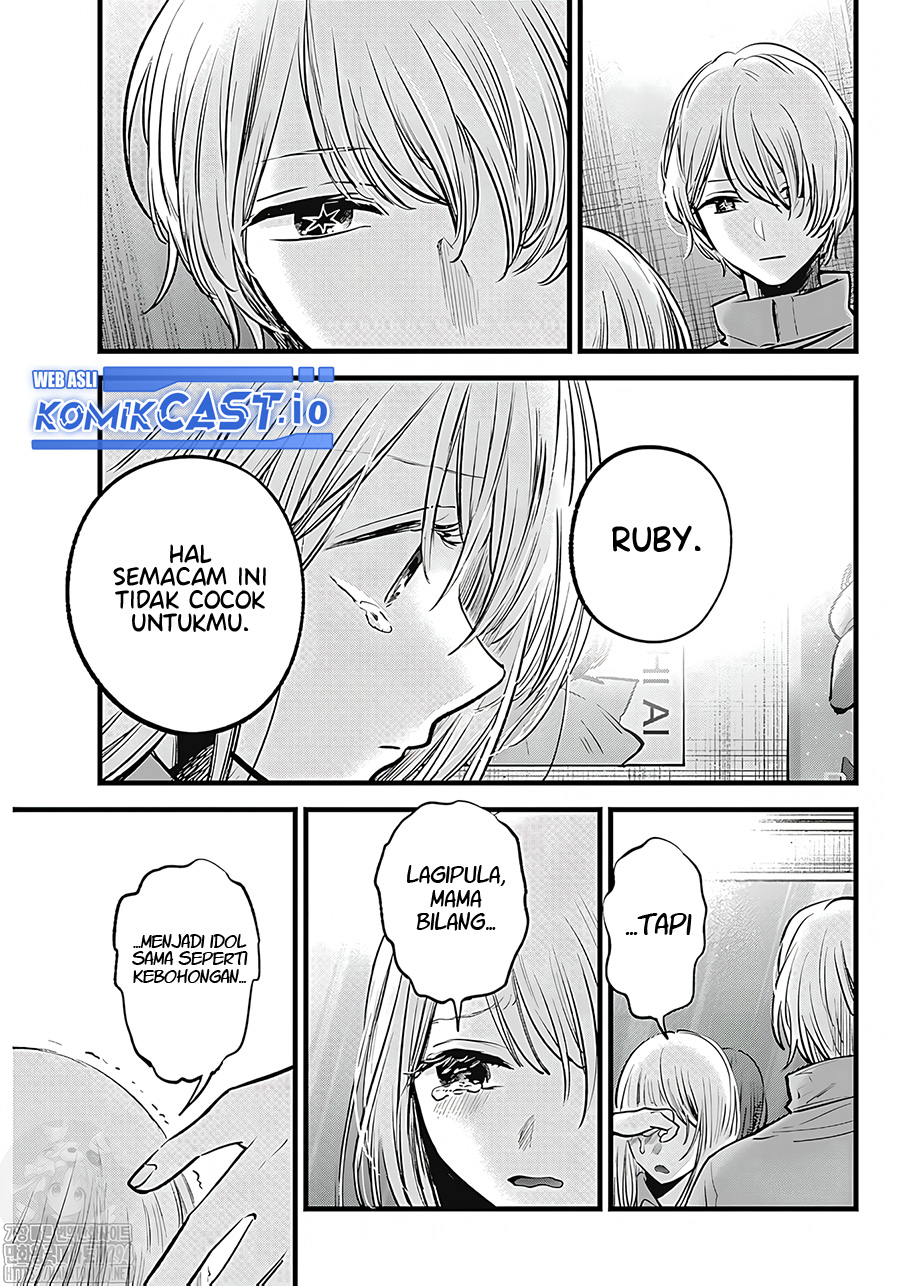 WEB ASLI
KOMIKCAST.iO
RUBY.
HAL
SEMACAM INI
TIDAK COCOK
UNTUKMU.
HI AI
...TAPI
LAGIPULA,
MAMA
BILANG...
...MENJADI IDOL
SAMA SEPERTI
KEBOHONGAN...